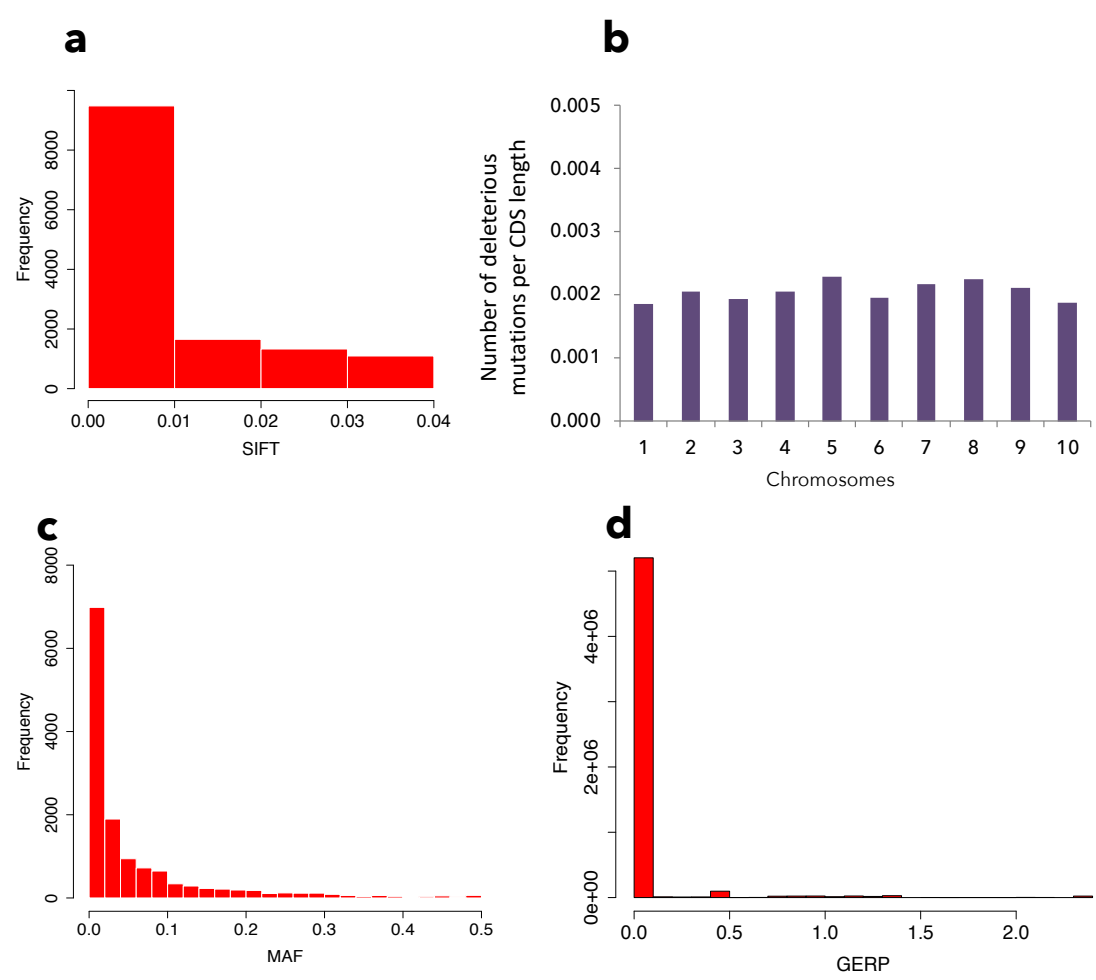 a
Frequency
0
2000
4000
6000
8000
0.00 0.01 0.02 0.03 0.04
SIFT
b
Number of deleterious
mutations per CDS length
0.005
0.004
0.003
0.002
0.001
0.000
1 2 3 4 5 6 7 8 9 10
Chromosomes
c
Frequency
0
2000
4000
6000
8000
0.0 0.1 0.2 0.3 0.4 0.5
MAF
d
Frequency
0e+00
2e+06
4e+06
0.0 0.5 1.0 1.5 2.0
GERP